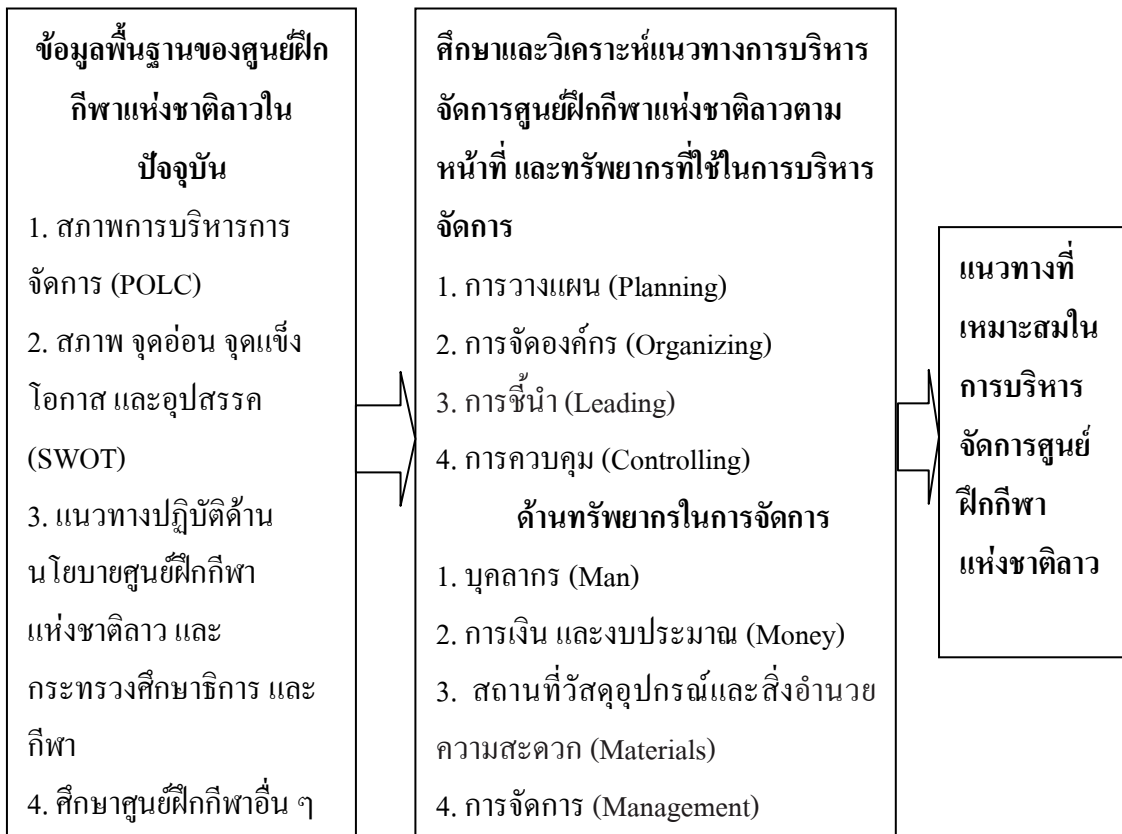 ข้อมูลพื้นฐานของศูนย์ฝึก
กีฬาแห่งชาติลาวใน
ปัจจุบัน
1. สภาพการบริหารการ
จัดการ (POLC)
2. สภาพ จุดอ่อน จุดแข็ง
โอกาส และอุปสรรค
(SWOT)
3. แนวทางปฏิบัติด้าน
นโยบายศูนย์ฝึกกีฬา
แห่งชาติลาว และ
กระทรวงศึกษาธิการ และ
กีฬา
4. ศึกษาศูนย์ฝึกกีฬาอื่น ๆ
ศึกษาและวิเคราะห์แนวทางการบริหาร
จัดการศูนย์ฝึกกีฬาแห่งชาติลาวตาม
หน้าที่ และทรัพยากรที่ใช้ในการบริหาร
จัดการ
1. การวางแผน (Planning)
2. การจัดองค์กร (Organizing)
3. การชี้นำ (Leading)
4. การควบคุม (Controlling)
ด้านทรัพยากรในการจัดการ
1. บุคลากร (Man)
2. การเงิน และงบประมาณ (Money)
3. สถานที่วัสดุอุปกรณ์และสิ่งอำนวย
ความสะดวก (Materials)
4. การจัดการ (Management)
แนวทางที่
เหมาะสมใน
การบริหาร
จัดการศูนย์
ฝึกกีฬา
แห่งชาติลาว